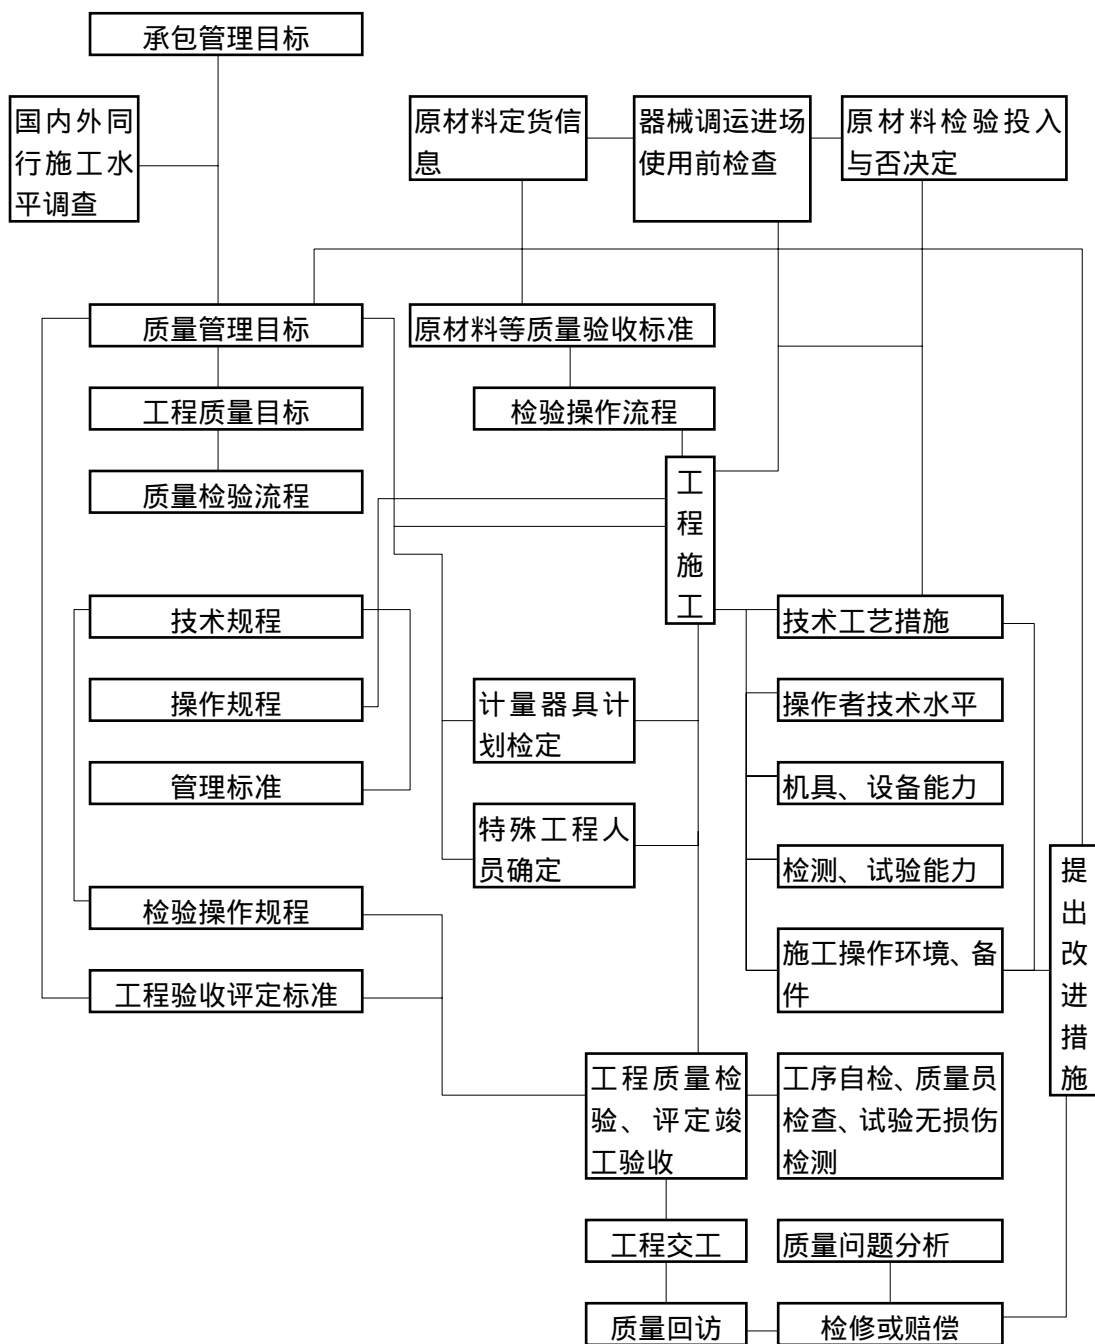 承包管理目标
国内外同
行施工水
平调查
原材料定货信
息
器械调运进场
使用前检查
原材料检验投入
与否决定
质量管理目标
原材料等质量验收标准
工程质量目标
检验操作流程
质量检验流程
工
程
施
工
技术规程
技术工艺措施
操作规程
计量器具计
划检定
操作者技术水平
管理标准
机具、设备能力
特殊工程人
员确定
检测、试验能力
提
出
改
进
措
施
检验操作规程
施工操作环境、备
件
工程验收评定标准
工程质量检
验、评定竣
工验收
工序自检、质量员
检查、试验无损伤
检测
工程交工
质量问题分析
质量回访
检修或赔偿